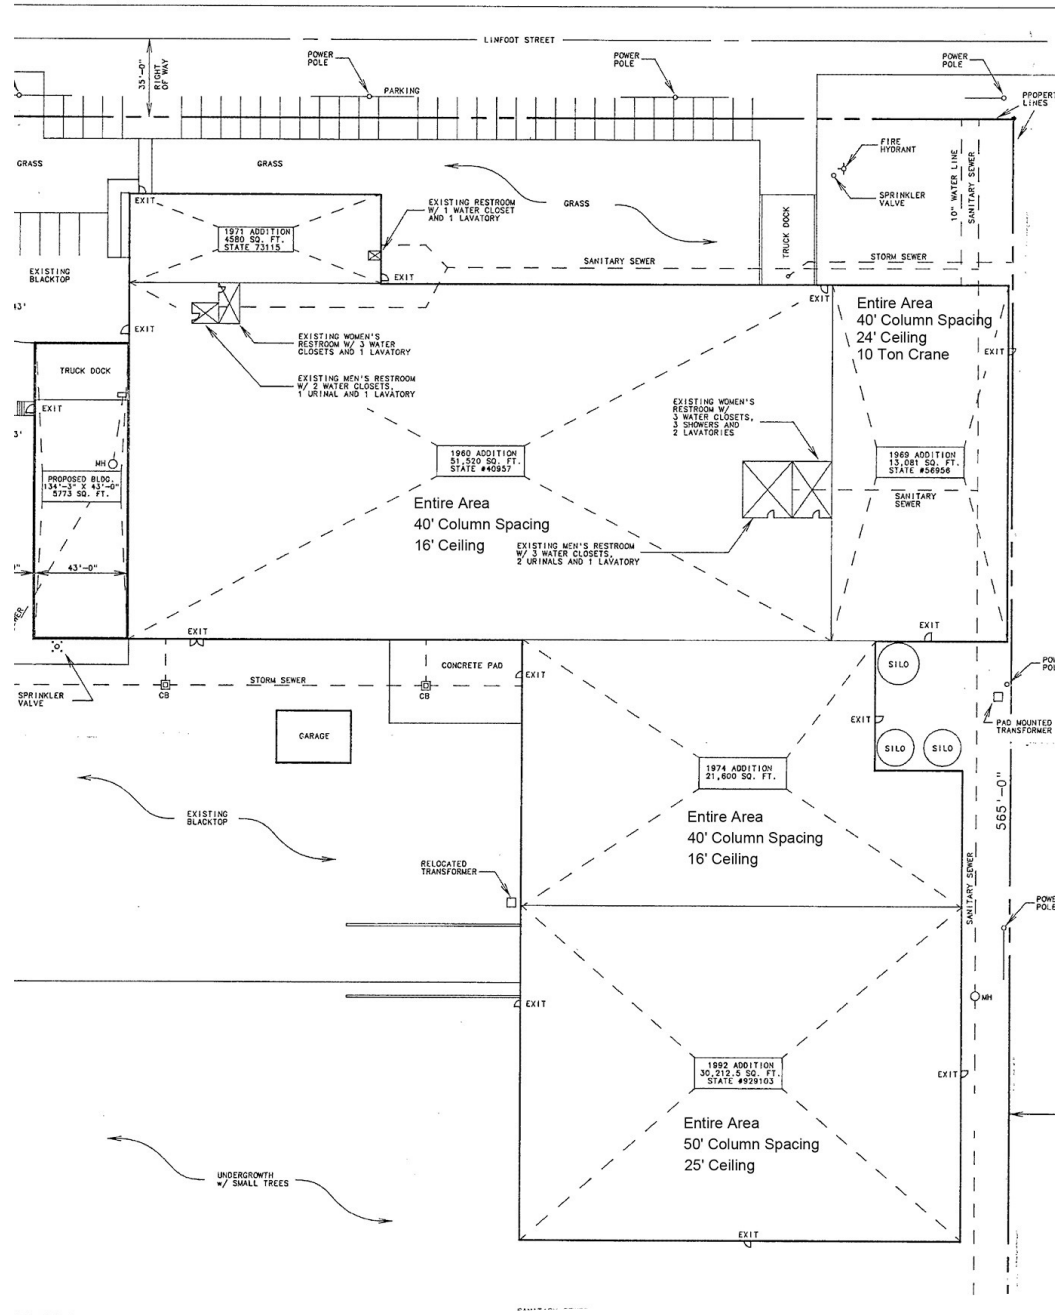 LINFOOT STREET
POWER
POLE
POWER
POLE
POWER
POLE
35'-0"
RIGHT
OF WAY
PARKING
LINES
FIRE
HYDRANT
GRASS
GRASS
10" WATER LINE
SANITARY SEWER
SPRINKLER
VALVE
EXISTING RESTROOM
W/ 1 WATER CLOSET
AND 1 LAVATORY
GRASS
EXIT
TRUCK DOCK
1971 ADDITION
4580 SQ. FT.
STATE 73115
SANITARY SEWER
STORM SEWER
EXISTING
BLACKTOP
EXIT
EXIT
43'
EXIT
Entire Area
40' Column Spacing
24' Ceiling
10 Ton Crane
EXIT
EXISTING WOMEN'S
RESTROOM W/ 3 WATER
CLOSETS AND 1 LAVATORY
TRUCK DOCK
EXISTING MEN'S RESTROOM
W/ 2 WATER CLOSETS,
1 URINAL AND 1 LAVATORY
EXISTING WOMEN'S
RESTROOM W/
3 WATER CLOSETS,
3 SHOWERS AND
2 LAVATORIES
EXIT
3'
1960 ADDITION
51,520 SQ. FT.
STATE #40957
1969 ADDITION
13,081 SQ. FT.
STATE #56956
MH
PROPOSED BLDG.
134'-3" X 43'-0"
5773 SQ. FT.
SANITARY
SEWER
Entire Area
40' Column Spacing
16' Ceiling
EXISTING MEN'S RESTROOM
W/ 3 WATER CLOSETS,
2 URINALS AND 1 LAVATORY
43'-0"
EXIT
EXIT
CONCRETE PAD
SILO
EXIT
STORM SEWER
SPRINKLER
VALVE
CB
CB
EXIT
PAD MOUNTED
TRANSFORMER
GARAGE
SILO
SILO
1974 ADDITION
21,600 SQ. FT.
565'-0"
EXISTING
BLACKTOP
Entire Area
40' Column Spacing
16' Ceiling
RELOCATED
TRANSFORMER
SANITARY SEWER
POLE
EXIT
MH
1992 ADDITION
30,212.5 SQ. FT.
STATE #929103
EXIT
Entire Area
50' Column Spacing
25' Ceiling
UNDERGROWTH
w/ SMALL TREES
EXIT